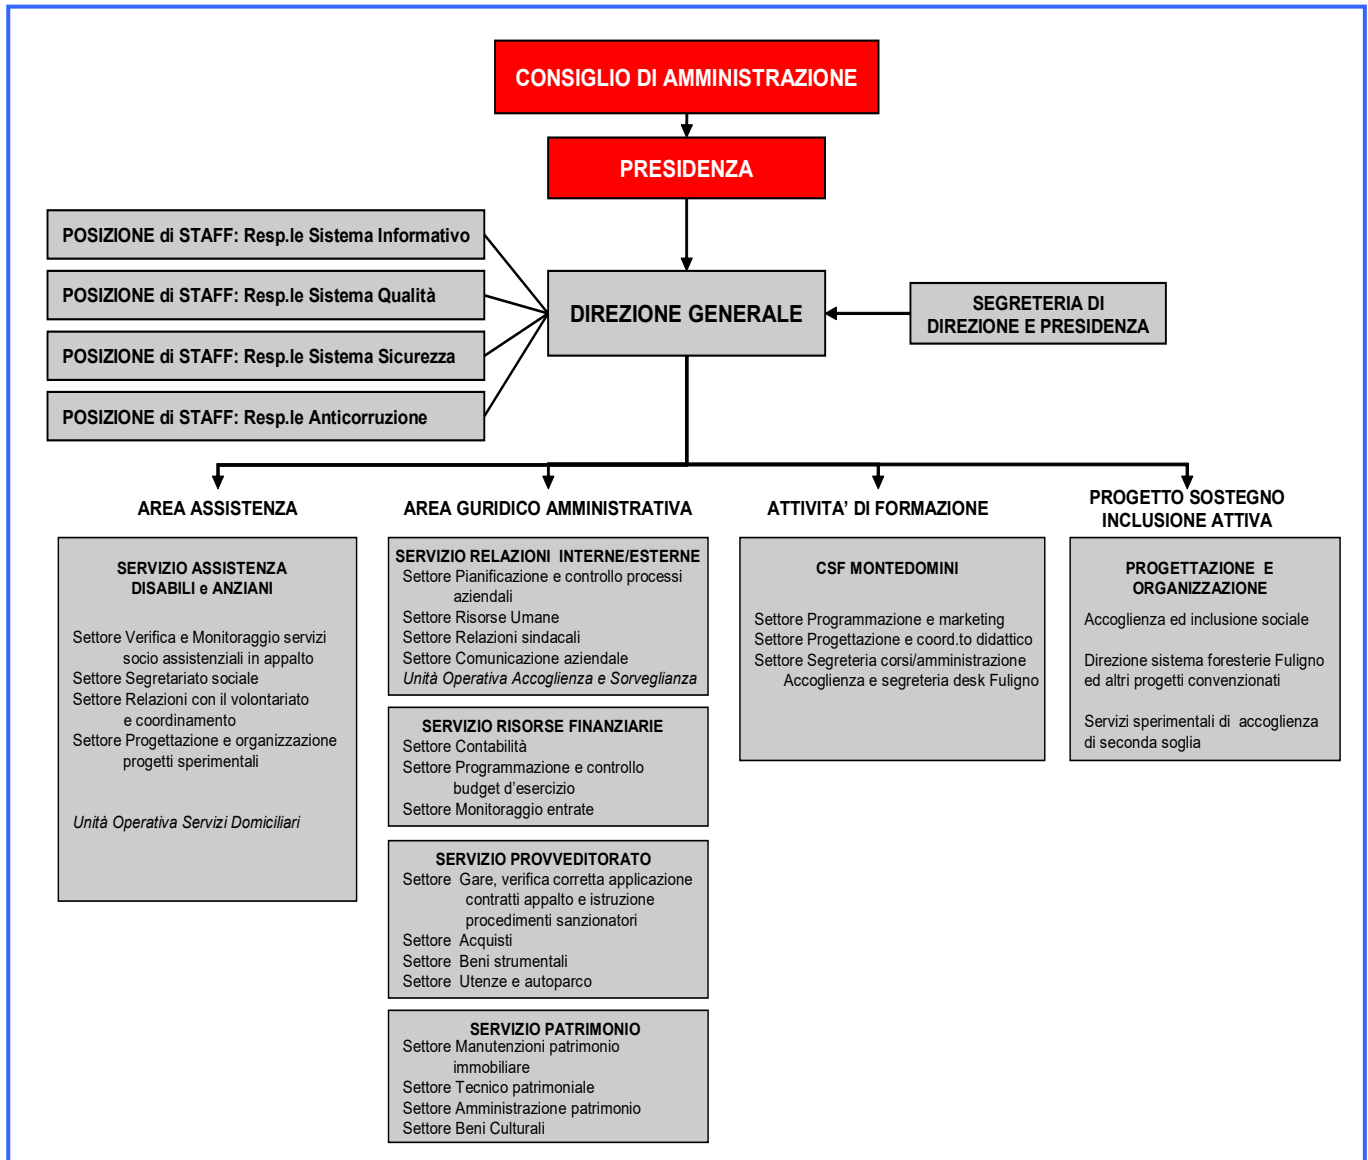 CONSIGLIO DI AMMINISTRAZIONE
PRESIDENZA
POSIZIONE di STAFF: Resp.le Sistema Informativo
POSIZIONE di STAFF: Resp.le Sistema Qualità
POSIZIONE di STAFF: Resp.le Sistema Sicurezza
POSIZIONE di STAFF: Resp.le Anticorruzione
DIREZIONE GENERALE
SEGRETERIA DI
DIREZIONE E PRESIDENZA
AREA ASSISTENZA
SERVIZIO ASSISTENZA
DISABILI e ANZIANI
Settore Verifica e Monitoraggio servizi
socio assistenziali in appalto
Settore Segretariato sociale
Settore Relazioni con il volontariato
e coordinamento
Settore Progettazione e organizzazione
progetti sperimentali
Unità Operativa Servizi Domiciliari
AREA GURIDICO AMMINISTRATIVA
SERVIZIO RELAZIONI INTERNE/ESTERNE
Settore Pianificazione e controllo processi
aziendali
Settore Risorse Umane
Settore Relazioni sindacali
Settore Comunicazione aziendale
Unità Operativa Accoglienza e Sorveglianza
SERVIZIO RISORSE FINANZIARIE
Settore Contabilità
Settore Programmazione e controllo
budget d'esercizio
Settore Monitoraggio entrate
SERVIZIO PROVVEDITORATO
Settore Gare, verifica corretta applicazione
contratti appalto e istruzione
procedimenti sanzionatori
Settore Acquisti
Settore Beni strumentali
Settore Utenze e autoparco
SERVIZIO PATRIMONIO
Settore Manutenzioni patrimonio
immobiliare
Settore Tecnico patrimoniale
Settore Amministrazione patrimonio
Settore Beni Culturali
ATTIVITA' DI FORMAZIONE
CSF MONTEDOMINI
Settore Programmazione e marketing
Settore Progettazione e coord.to didattico
Settore Segreteria corsi/amministrazione
Accoglienza e segreteria desk Fuligno
PROGETTO SOSTEGNO
INCLUSIONE ATTIVA
PROGETTAZIONE E
ORGANIZZAZIONE
Accoglienza ed inclusione sociale
Direzione sistema foresterie Fuligno
ed altri progetti convenzionati
Servizi sperimentali di accoglienza
di seconda soglia